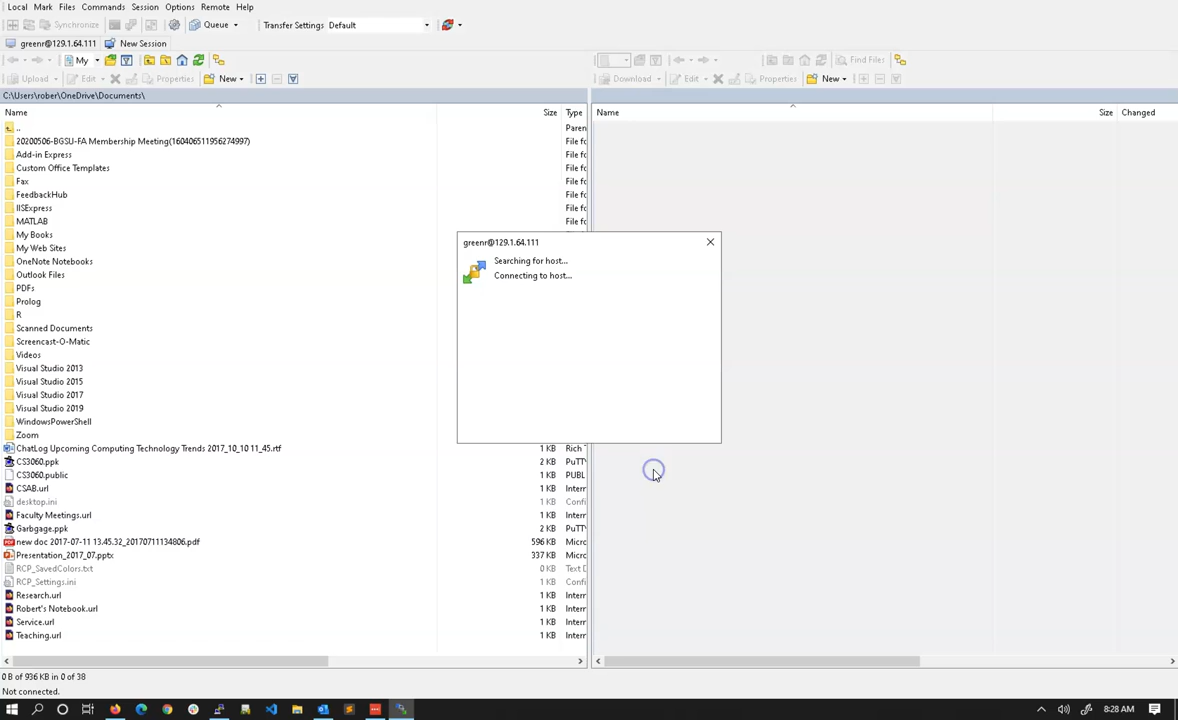 Local Mark Files Commands Session Options Remote Help
Synchronize Queue Transfer Settings Default
greenr@129.1.64.111 New Session
My Find Files
Upload Edit Properties New Download Edit Properties New
C:\Users\rober\OneDrive\Documents\
Name Size Type Name Size Changed
.. Paren
20200506-BGSU-FA Membership Meeting(160406511956274997) File fo
Add-in Express File fo
Custom Office Templates File fo
Fax File fo
FeedbackHub File fo
IISExpress File fo
MATLAB File fo
My Books File fo
My Web Sites
OneNote Notebooks
Outlook Files
PDFs
Prolog
R
Scanned Documents
Screencast-O-Matic
Videos
Visual Studio 2013
Visual Studio 2015
Visual Studio 2017
Visual Studio 2019
WindowsPowerShell
Zoom
greenr@129.1.64.111
Searching for host...
Connecting to host...
ChatLog Upcoming Computing Technology Trends 2017_10_10 11_45.rtf 1 KB Rich
CS3060.ppk 2 KB PuTT
CS3060.public 1 KB PUBL
CSAB.url 1 KB Intern
desktop.ini 1 KB Confi
Faculty Meetings.url 1 KB Intern
Garbgage.ppk 2 KB PuTT
new doc 2017-07-11 13.45.32_20170711134806.pdf 596 KB Micro
Presentation_2017_07.pptx 337 KB Micro
RCP_SavedColors.txt 0 KB Text D
RCP_Settings.ini 1 KB Confi
Research.url 1 KB Intern
Robert's Notebook.url 1 KB Intern
Service.url 1 KB Intern
Teaching.url 1 KB Intern
0 B of 936 KB in 0 of 38
Not connected.
8:28 AM